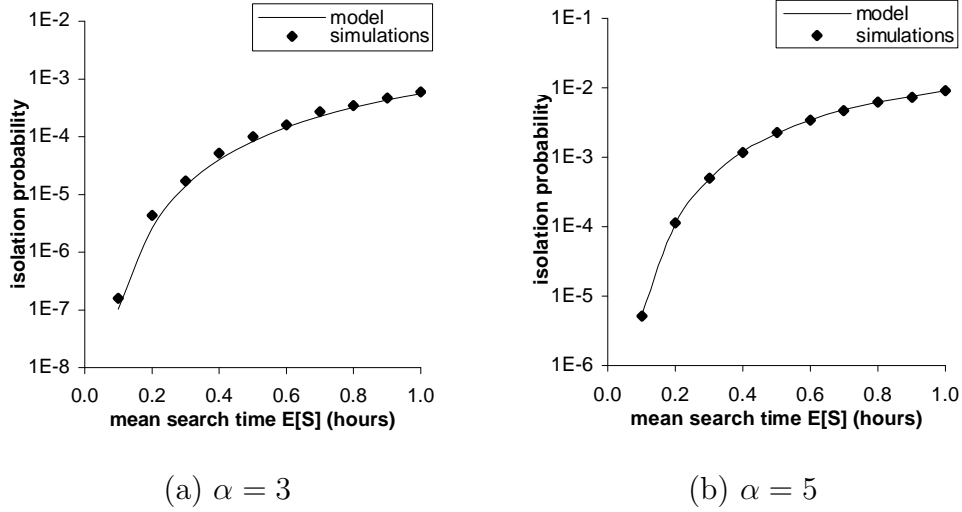 model
simulations
1E-2
1E-3
1E-4
1E-5
1E-6
1E-7
1E-8
isolation probability
0.0 0.2 0.4 0.6 0.8 1.0
mean search time E[S] (hours)
(a) α = 3
model
simulations
1E-1
1E-2
1E-3
1E-4
1E-5
1E-6
isolation probability
0.0 0.2 0.4 0.6 0.8 1.0
mean search time E[S] (hours)
(b) α = 5